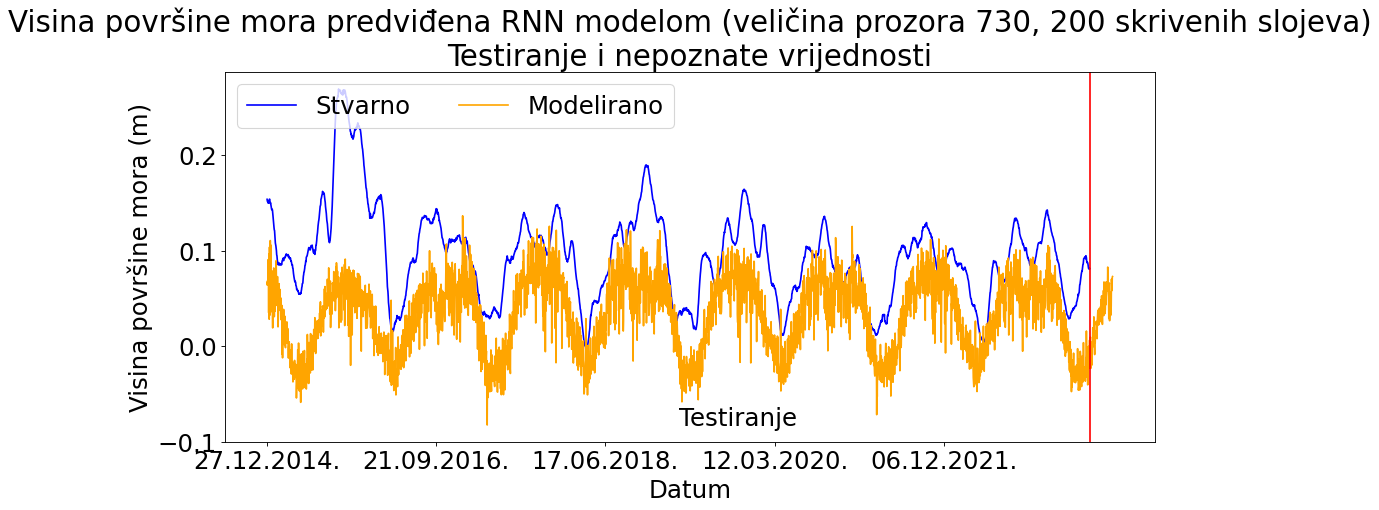 Visina površine mora predviđena RNN modelom (veličina prozora 730, 200 skrivenih slojeva)
Testiranje i nepoznate vrijednosti
Stvarno
Modelirano
Visina površine mora (m)
0.2
0.1
0.0
−0.1
Testiranje
27.12.2014.
21.09.2016.
17.06.2018.
12.03.2020.
06.12.2021.
Datum